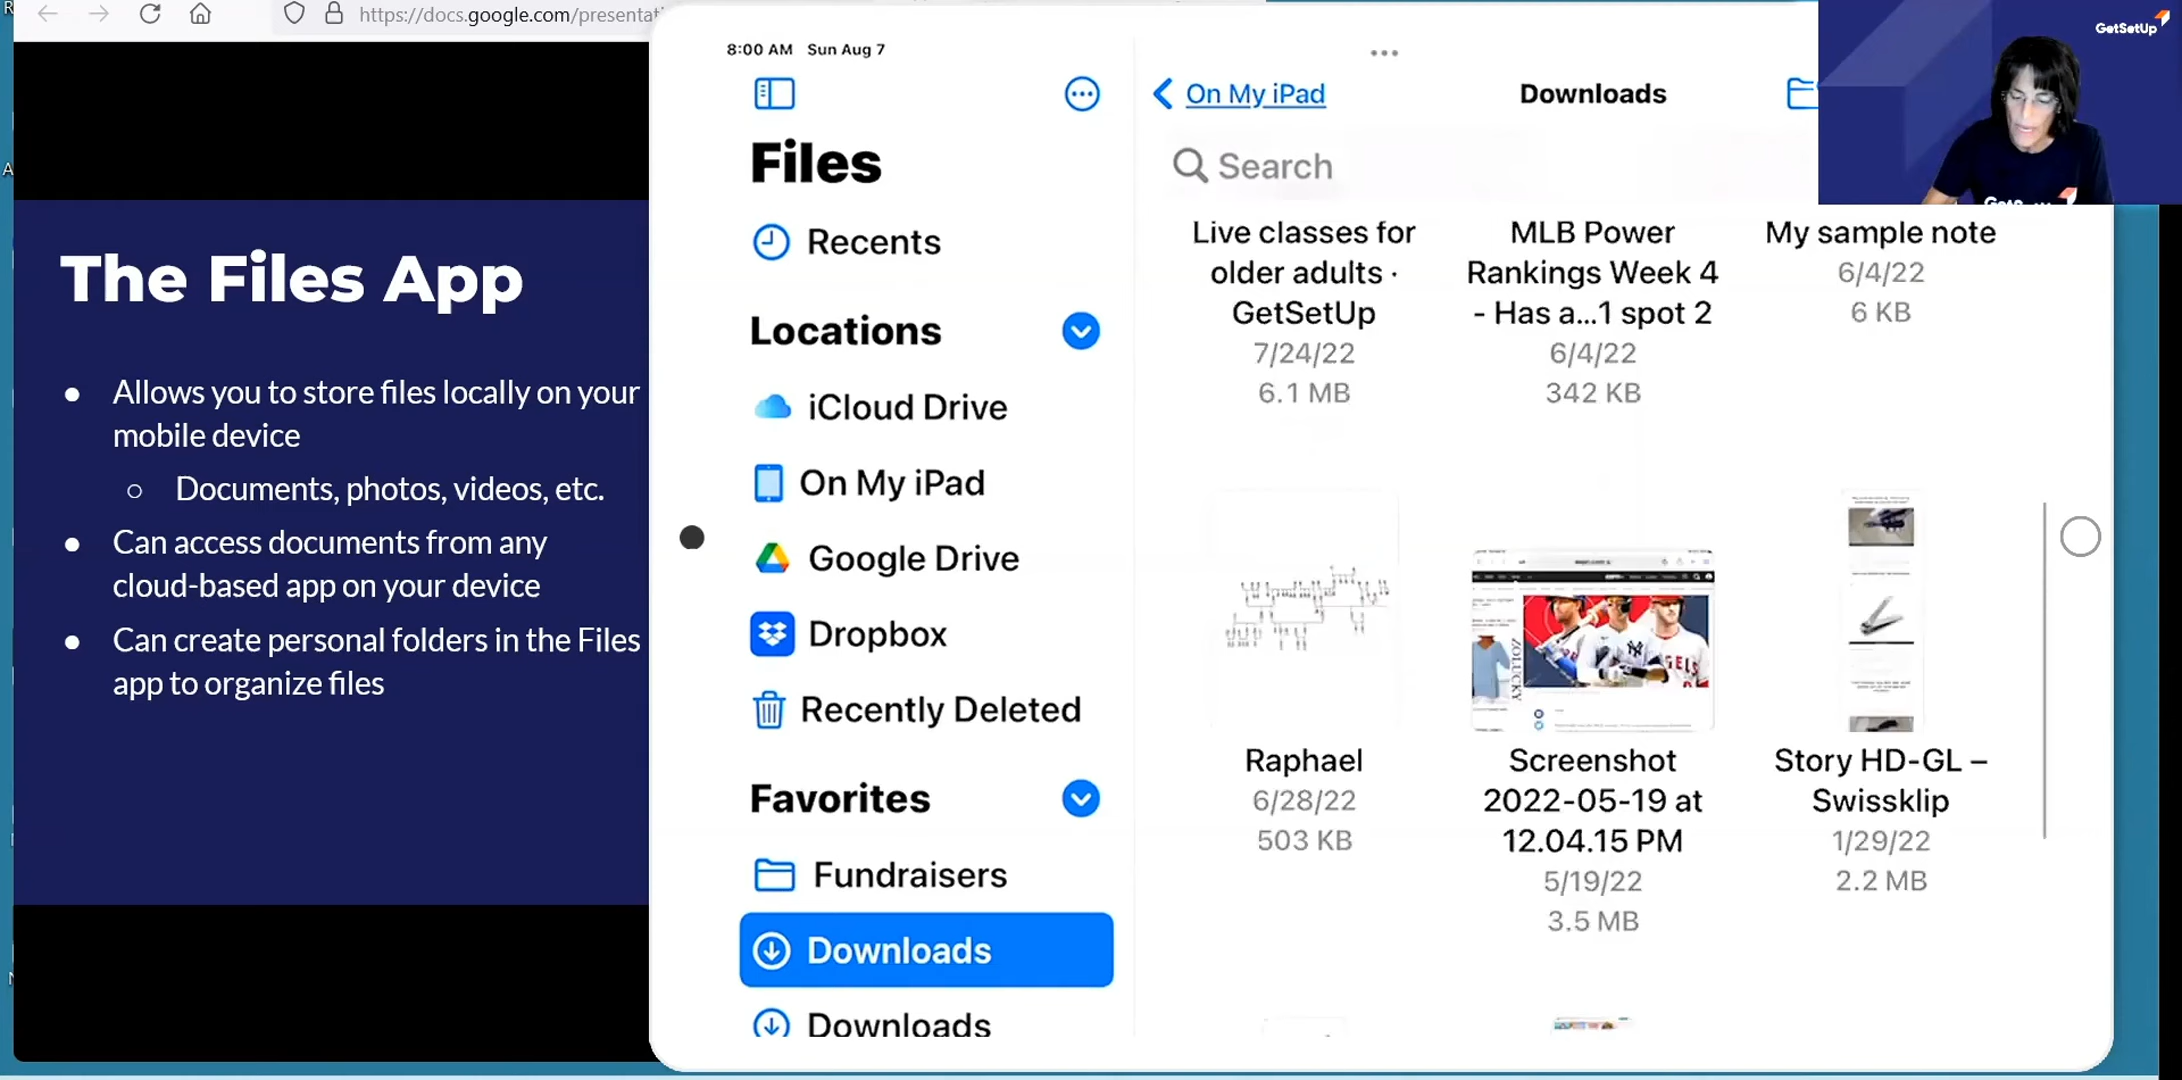 https://docs.google.com/presentati
The Files App
Allows you to store files locally on your
mobile device
Documents, photos, videos, etc.
Can access documents from any
cloud-based app on your device
Can create personal folders in the Files
app to organize files
8:00 AM Sun Aug 7
Files
Recents
Locations
iCloud Drive
On My iPad
Google Drive
Dropbox
Recently Deleted
Favorites
Fundraisers
Downloads
Downloads
On My iPad
Downloads
Search
Live classes for
older adults ·
GetSetUp
7/24/22
6.1 MB
MLB Power
Rankings Week 4
- Has a...1 spot 2
6/4/22
342 KB
My sample note
6/4/22
6 KB
ZOLUCKY
Raphael
6/28/22
503 KB
Screenshot
2022-05-19 at
12.04.15 PM
5/19/22
3.5 MB
Story HD-GL –
Swissklip
1/29/22
2.2 MB
GetSetUp